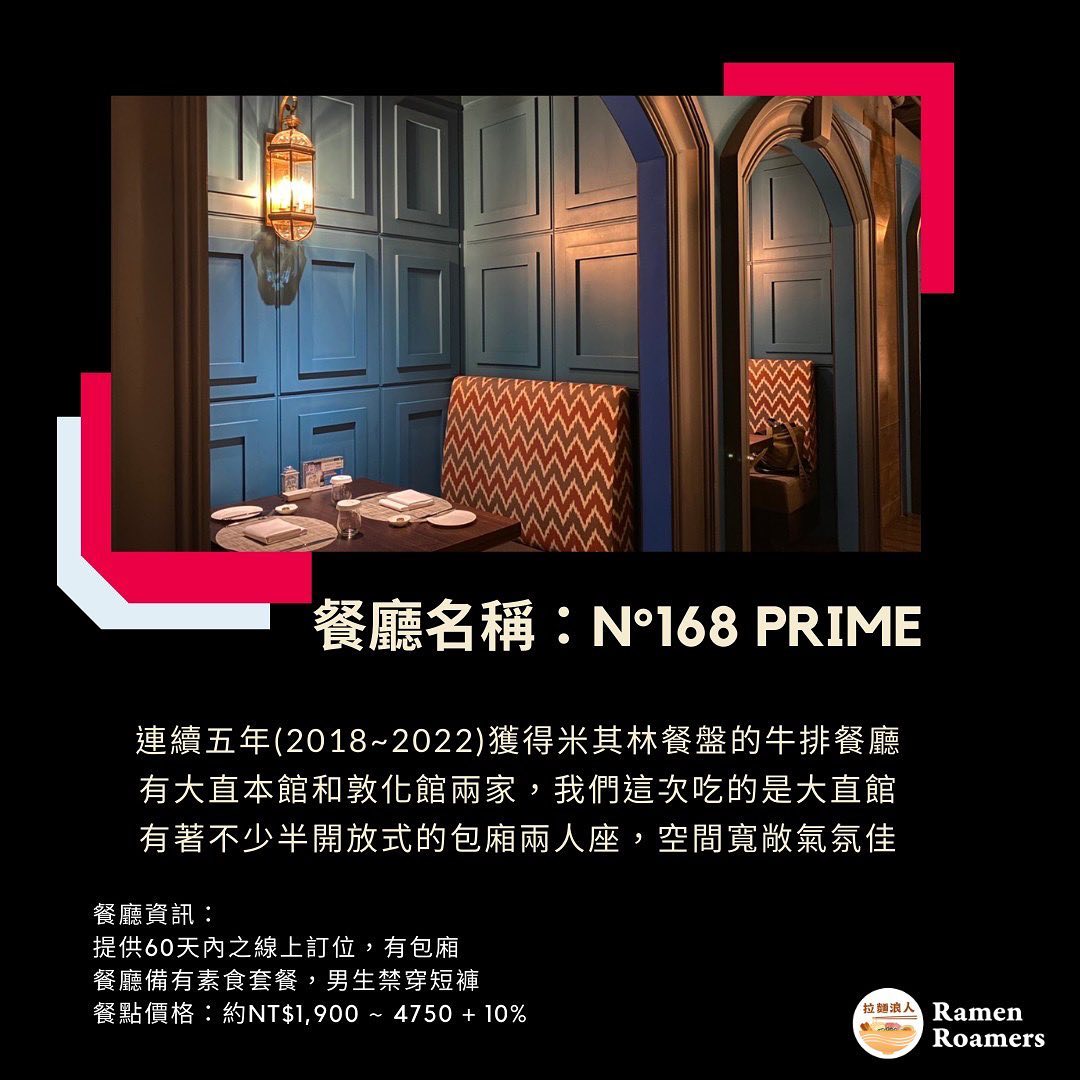 餐廳名稱：N°168 PRIME
連續五年(2018~2022)獲得米其林餐盤的牛排餐廳
有大直本館和敦化館兩家，我們這次吃的是大直館
有著不少半開放式的包廂兩人座，空間寬敞氣氛佳
餐廳資訊：
提供60天內之線上訂位，有包廂
餐廳備有素食套餐，男生禁穿短褲
餐點價格：約NT$1,900 ~ 4750 + 10%
拉麵浪人
Ramen
Roamers